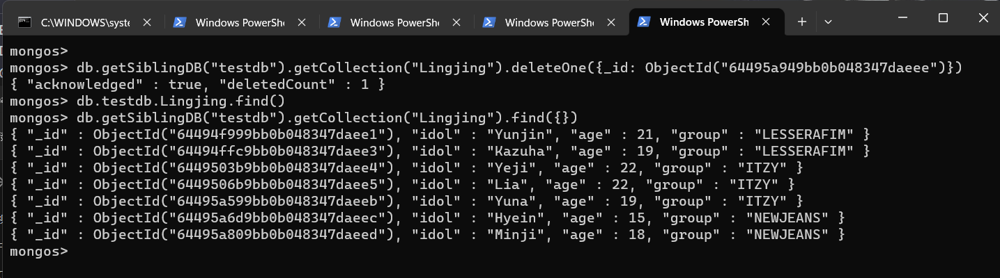 C:\WINDOWS\syste
Windows PowerShe
Windows PowerShe
Windows PowerShe
Windows PowerSh
mongos>
mongos> db.getSiblingDB("testdb").getCollection("Lingjing").deleteOne({_id: ObjectId("64495a949bb0b048347daeee")})
{ "acknowledged" : true, "deletedCount" : 1 }
mongos> db.testdb.Lingjing.find()
mongos> db.getSiblingDB("testdb").getCollection("Lingjing").find({})
{ "_id" : ObjectId("64494f999bb0b048347daee1"), "idol" : "Yunjin", "age" : 21, "group" : "LESSERAFIM" }
{ "_id" : ObjectId("64494ffc9bb0b048347daee3"), "idol" : "Kazuha", "age" : 19, "group" : "LESSERAFIM" }
{ "_id" : ObjectId("6449503b9bb0b048347daee4"), "idol" : "Yeji", "age" : 22, "group" : "ITZY" }
{ "_id" : ObjectId("6449506b9bb0b048347daee5"), "idol" : "Lia", "age" : 22, "group" : "ITZY" }
{ "_id" : ObjectId("64495a599bb0b048347daeeb"), "idol" : "Yuna", "age" : 19, "group" : "ITZY" }
{ "_id" : ObjectId("64495a6d9bb0b048347daeec"), "idol" : "Hyein", "age" : 15, "group" : "NEWJEANS" }
{ "_id" : ObjectId("64495a809bb0b048347daeed"), "idol" : "Minji", "age" : 18, "group" : "NEWJEANS" }
mongos>